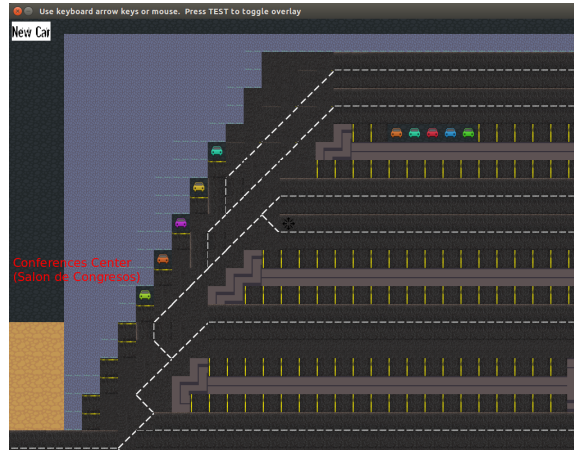 Use keyboard arrow keys or mouse. Press TEST to toggle overlay
New Car
Conferences Center
(Salon de Congresos)